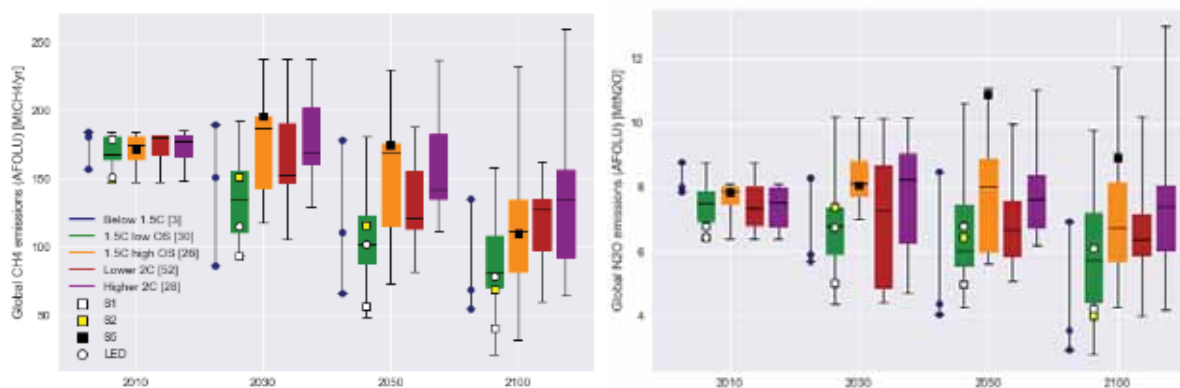 Global CH4 emissions (AFOLU) [MtCH4/yr]
250
200
150
100
50
Below 1.5C [3]
1.5C low OS [30]
1.5C high OS [26]
Lower 2C [52]
Higher 2C [28]
S1
S2
S5
LED
2010
2030
2050
2100
Global N2O emissions (AFOLU) [MtN2O]
12
10
8
6
4
2010
2030
2050
2100